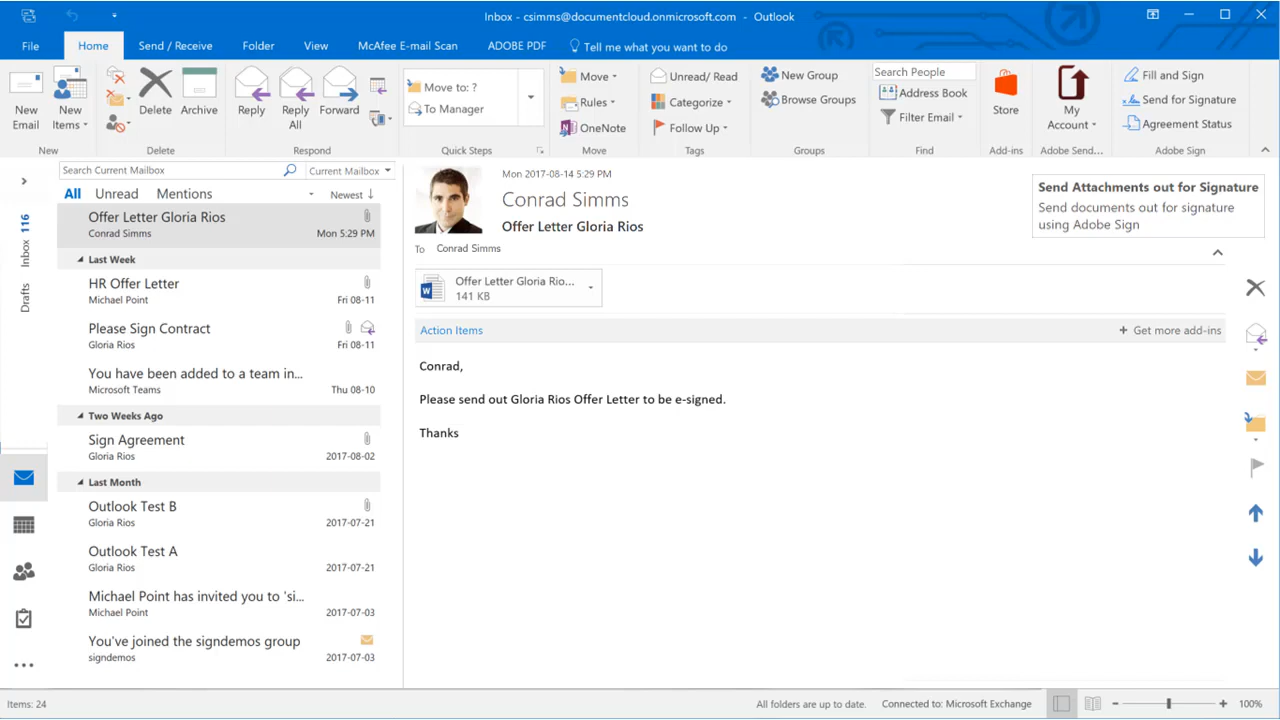 Inbox - csimms@documentcloud.onmicrosoft.com - Outlook
File Home Send / Receive Folder View McAfee E-mail Scan ADOBE PDF Tell me what you want to do
New Email
New Items
Delete
Archive
Reply
Reply All
Forward
Move to: ?
To Manager
Move
Rules
OneNote
Unread/ Read
Categorize
Follow Up
New Group
Browse Groups
Search People
Address Book
Filter Email
Store
My Account
Fill and Sign
Send for Signature
Agreement Status
New Delete Respond Quick Steps Move Tags Groups Find Add-ins Adobe Send... Adobe Sign
Search Current Mailbox Current Mailbox
All Unread Mentions Newest ↓
Inbox 116
Drafts
Offer Letter Gloria Rios
Conrad Simms Mon 5:29 PM
Last Week
HR Offer Letter
Michael Point Fri 08-11
Please Sign Contract
Gloria Rios Fri 08-11
You have been added to a team in...
Microsoft Teams Thu 08-10
Two Weeks Ago
Sign Agreement
Gloria Rios 2017-08-02
Last Month
Outlook Test B
Gloria Rios 2017-07-21
Outlook Test A
Gloria Rios 2017-07-21
Michael Point has invited you to 'si...
Michael Point 2017-07-03
You've joined the signdemos group
signdemos 2017-07-03
Mon 2017-08-14 5:29 PM
Conrad Simms
Offer Letter Gloria Rios
To Conrad Simms
Send Attachments out for Signature
Send documents out for signature
using Adobe Sign
Offer Letter Gloria Rio...
141 KB
Action Items + Get more add-ins
Conrad,
Please send out Gloria Rios Offer Letter to be e-signed.
Thanks
Items: 24 All folders are up to date. Connected to: Microsoft Exchange 100%